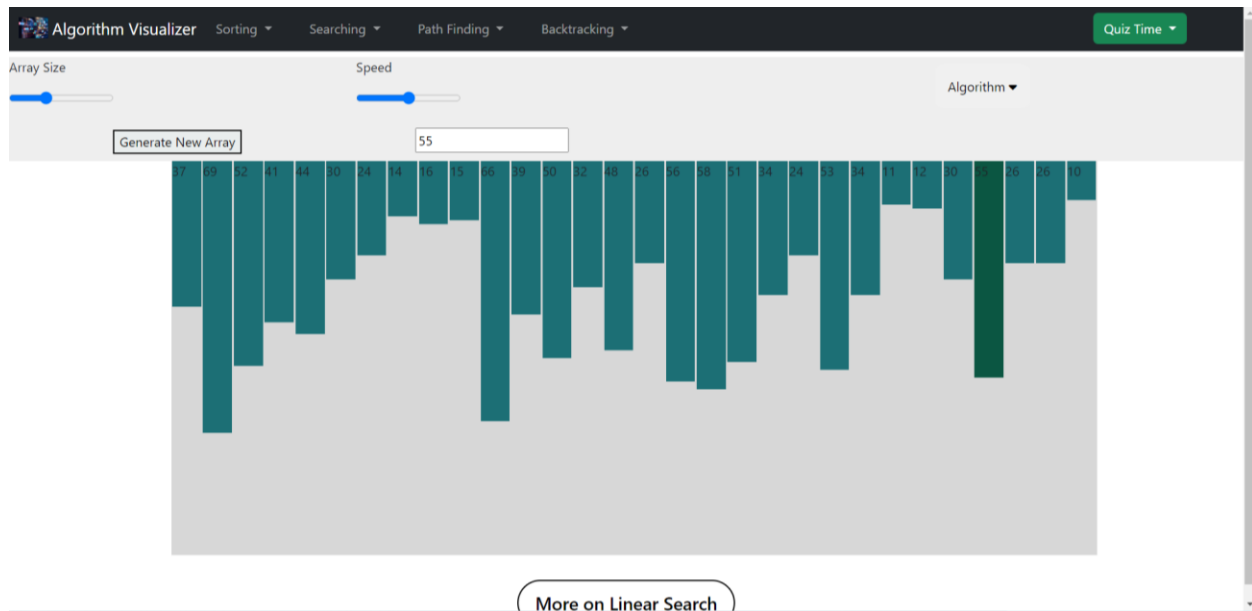 Algorithm Visualizer Sorting Searching Path Finding Backtracking Quiz Time
Array Size Speed Algorithm
Generate New Array 55
37 69 52 41 44 30 24 14 16 15 66 39 50 32 48 26 56 58 51 34 24 53 34 11 12 30 55 26 26 10
More on Linear Search